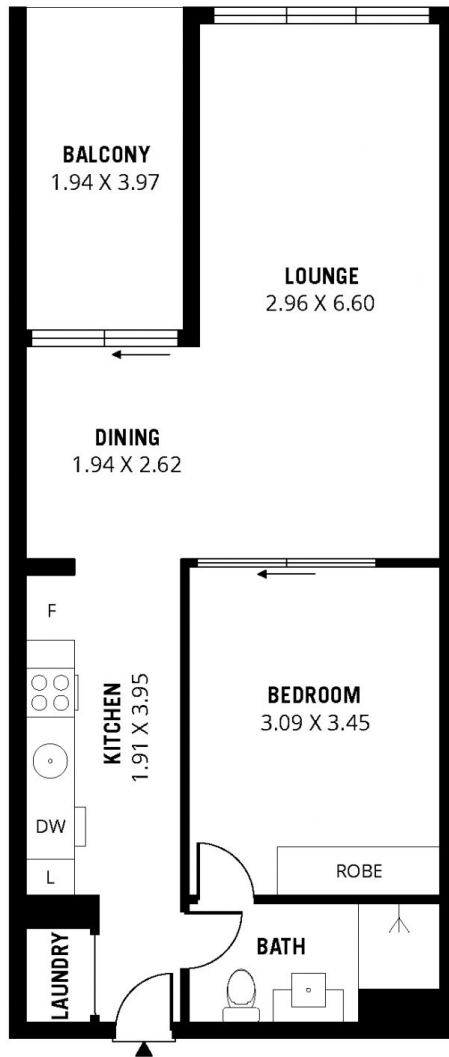 BALCONY
1.94 X 3.97
LOUNGE
2.96 X 6.60
DINING
1.94 X 2.62
F
KITCHEN
1.91 X 3.95
BEDROOM
3.09 X 3.45
DW
L
ROBE
LAUNDRY
BATH